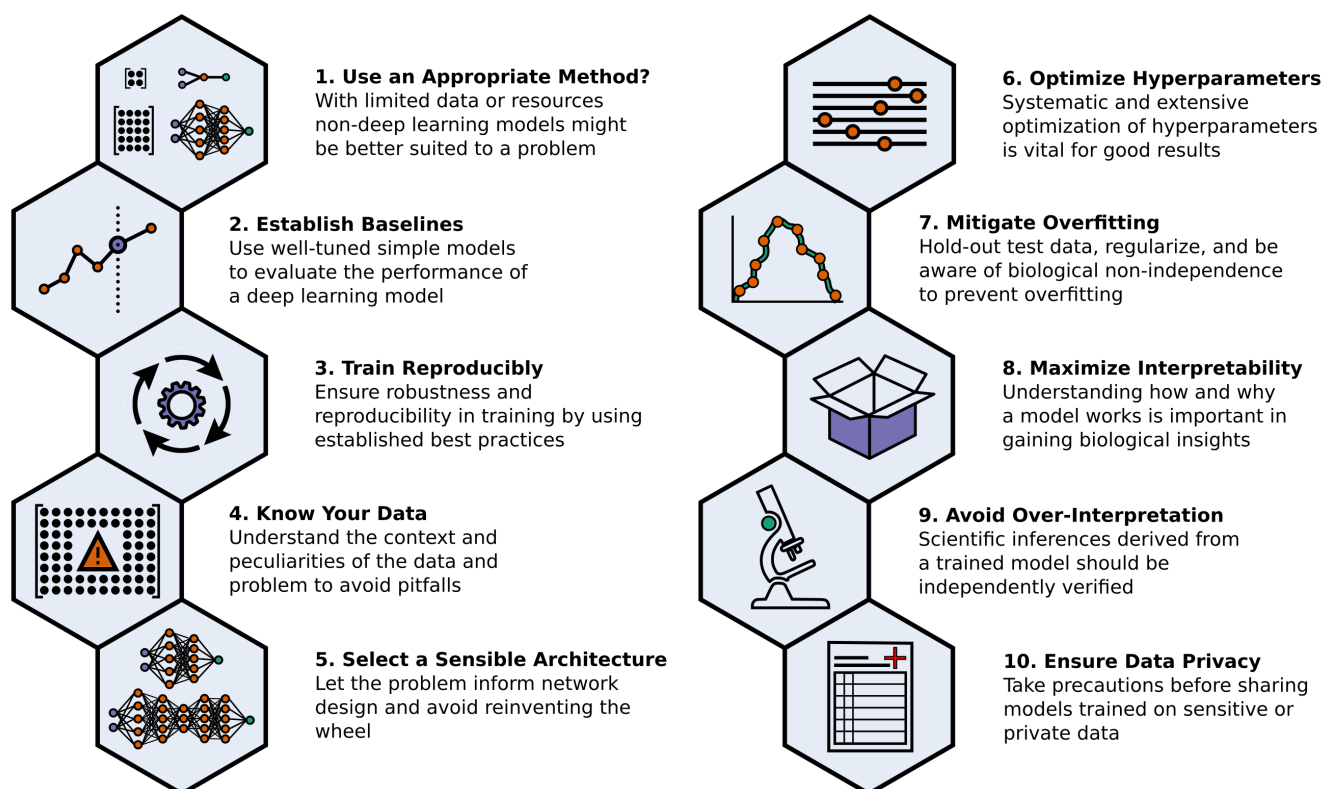 1. Use an Appropriate Method?
With limited data or resources
non-deep learning models might
be better suited to a problem
2. Establish Baselines
Use well-tuned simple models
to evaluate the performance of
a deep learning model
3. Train Reproducibly
Ensure robustness and
reproducibility in training by using
established best practices
4. Know Your Data
Understand the context and
peculiarities of the data and
problem to avoid pitfalls
5. Select a Sensible Architecture
Let the problem inform network
design and avoid reinventing the
wheel
6. Optimize Hyperparameters
Systematic and extensive
optimization of hyperparameters
is vital for good results
7. Mitigate Overfitting
Hold-out test data, regularize, and be
aware of biological non-independence
to prevent overfitting
8. Maximize Interpretability
Understanding how and why
a model works is important in
gaining biological insights
9. Avoid Over-Interpretation
Scientific inferences derived from
a trained model should be
independently verified
10. Ensure Data Privacy
Take precautions before sharing
models trained on sensitive or
private data